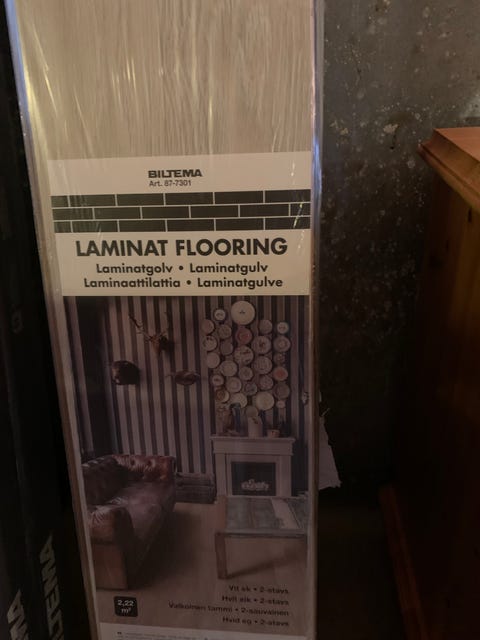 BILTEMA
Art. 87-7301
LAMINAT FLOORING
Laminatgolv • Laminatgulv
Laminaattilattia • Laminatgulve
Vit ek • 2-stavs
Hvit eik • 2-stavs
Valkoinen tammi • 2-sauvainen
Hvid eg • 2-stavs
2,22
m²
BILTEMA